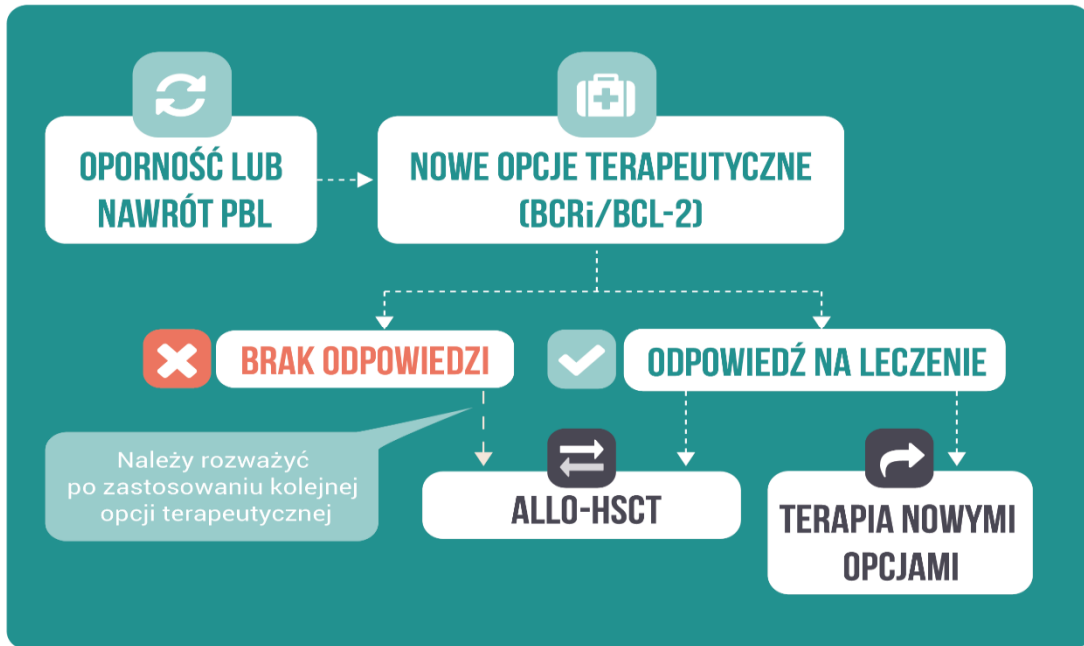 OPORNOŚĆ LUB
NAWRÓT PBL
NOWE OPCJE TERAPEUTYCZNE
(BCRi/BCL-2)
BRAK ODPOWIEDZI
ODPOWIEDŹ NA LECZENIE
Należy rozważyć
po zastosowaniu kolejnej
opcji terapeutycznej
ALLO-HSCT
TERAPIA NOWYMI
OPCJAMI